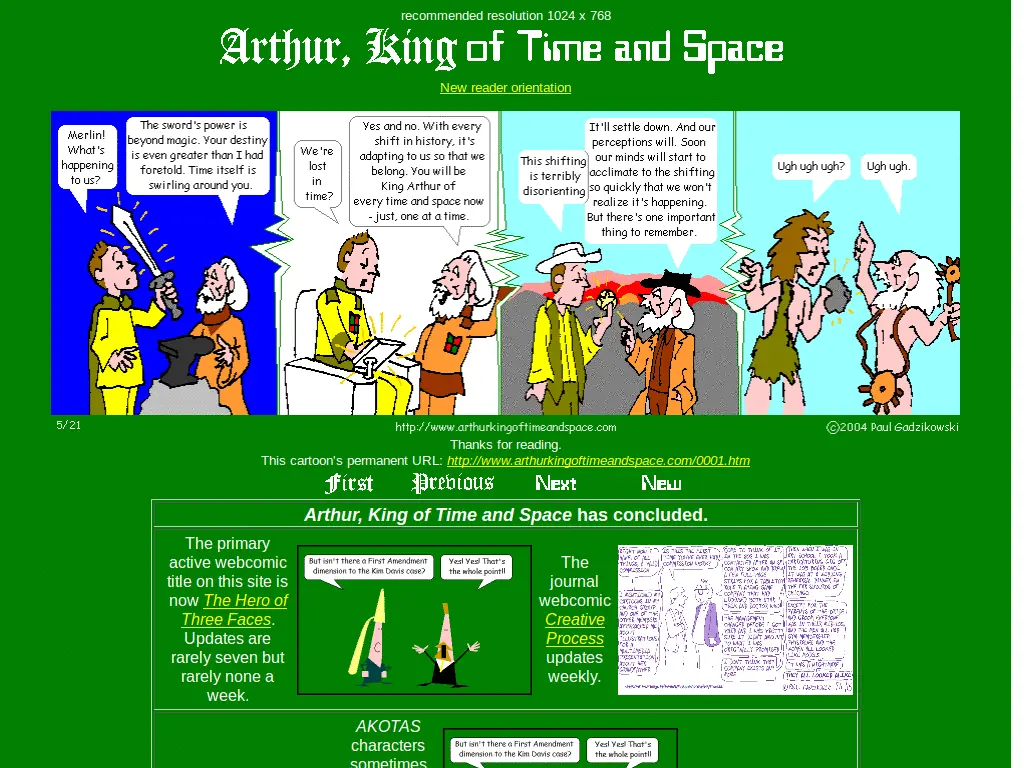 recommended resolution 1024 x 768
Arthur, King of Time and Space
New reader orientation
Merlin!
What's
happening
to us?
The sword's power is
beyond magic. Your destiny
is even greater than I had
foretold. Time itself is
swirling around you.
We're
lost
in
time?
Yes and no. With every
shift in history, it's
adapting to us so that we
belong. You will be
King Arthur of
every time and space now
- just, one at a time.
This shifting
is terribly
disorienting
It'll settle down. And our
perceptions will. Soon
our minds will start to
acclimate to the shifting
so quickly that we won't
realize it's happening.
But there's one important
thing to remember.
Ugh ugh ugh?
Ugh ugh.
5/21
http://www.arthurkingoftimeandspace.com
©2004 Paul Gadzikowski
Thanks for reading.
This cartoon's permanent URL: http://www.arthurkingoftimeandspace.com/0001.htm
First Previous Next New
Arthur, King of Time and Space has concluded.
The primary
active webcomic
title on this site is
now The Hero of
Three Faces.
Updates are
rarely seven but
rarely none a
week.
But isn't there a First Amendment
dimension to the Kim Davis case?
Yes! Yes! That's
the whole point!!
The
journal
webcomic
Creative
Process
updates
weekly.
AKOTAS
characters
sometimes
But isn't there a First Amendment
dimension to the Kim Davis case?
Yes! Yes! That's
the whole point!!